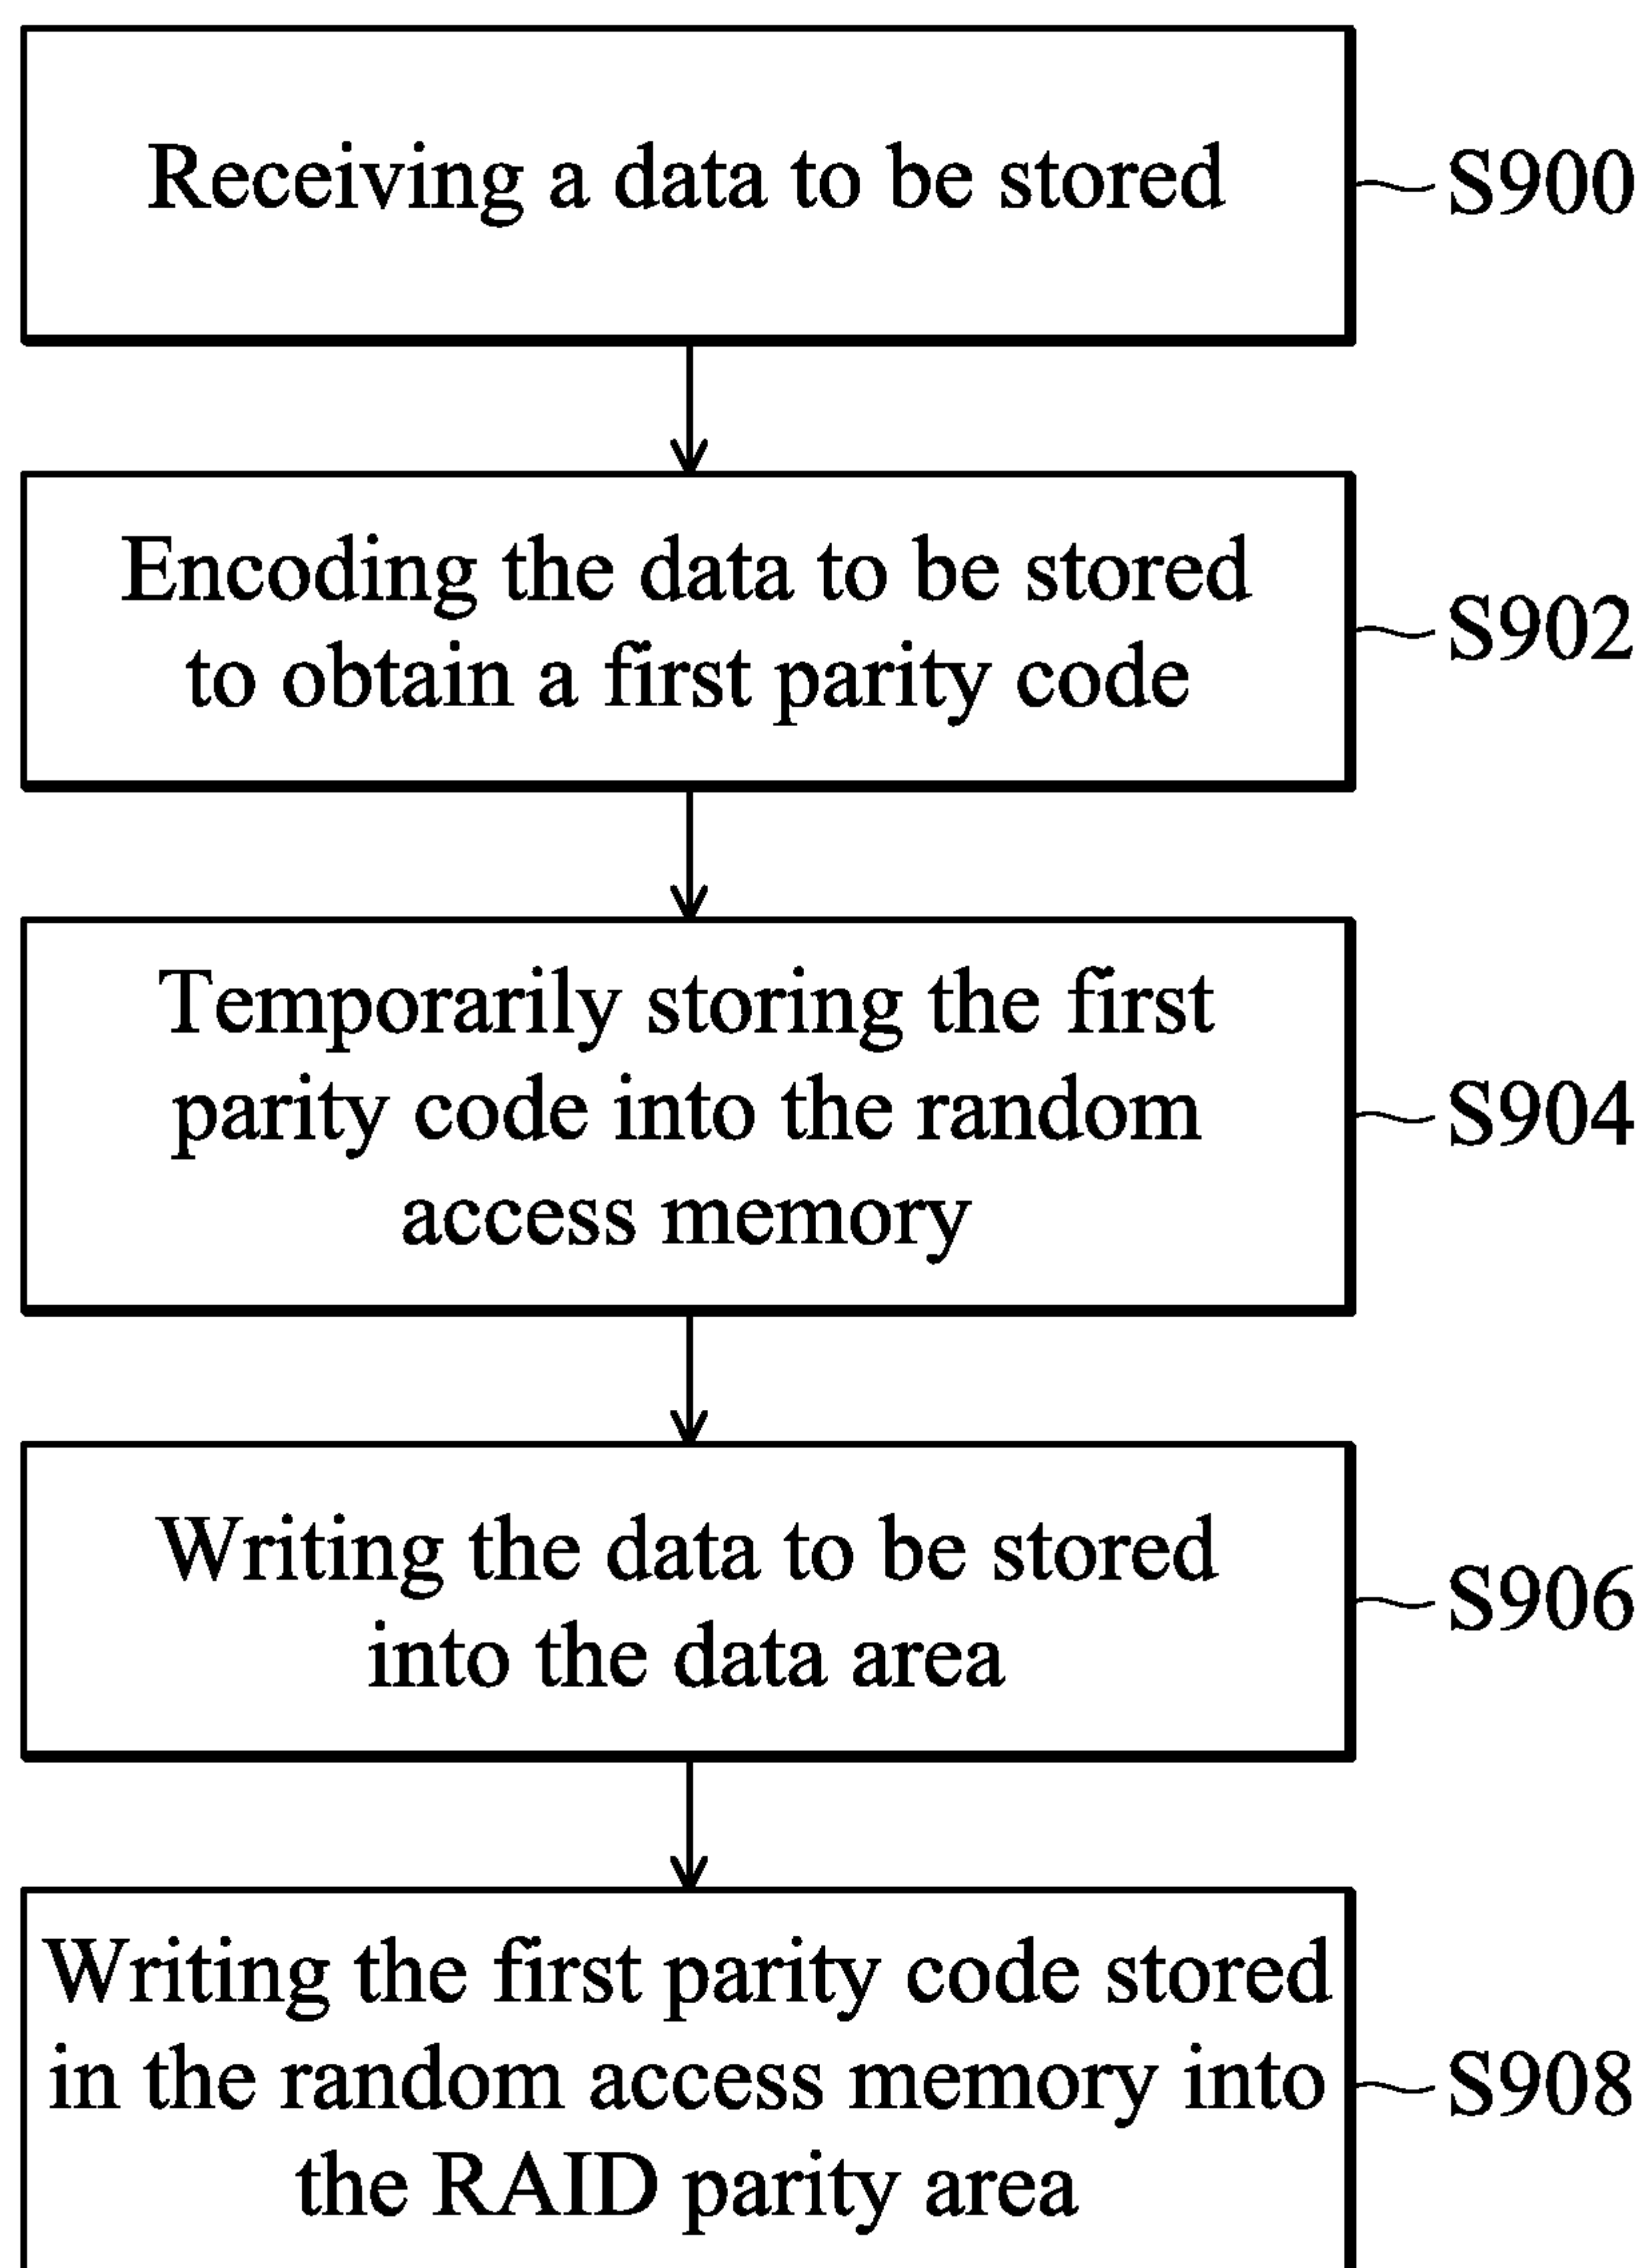 Receiving a data to be stored
S900
Encoding the data to be stored
to obtain a first parity code
S902
Temporarily storing the first
parity code into the random
access memory
S904
Writing the data to be stored
into the data area
S906
Writing the first parity code stored
in the random access memory into
the RAID parity area
S908